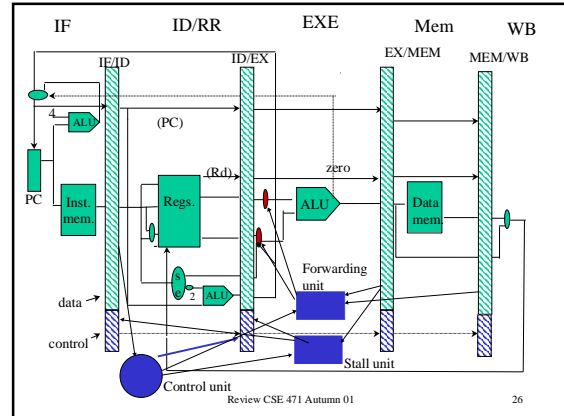 IF ID/RR EXE Mem WB
IF/ID ID/EX EX/MEM MEM/WB
4
ALU
(PC)
(Rd)
zero
PC
Inst.
mem.
Regs.
ALU
Data
mem.
s
e
2
ALU
Forwarding
unit
data
control
Stall unit
Control unit
Review CSE 471 Autumn 01 26